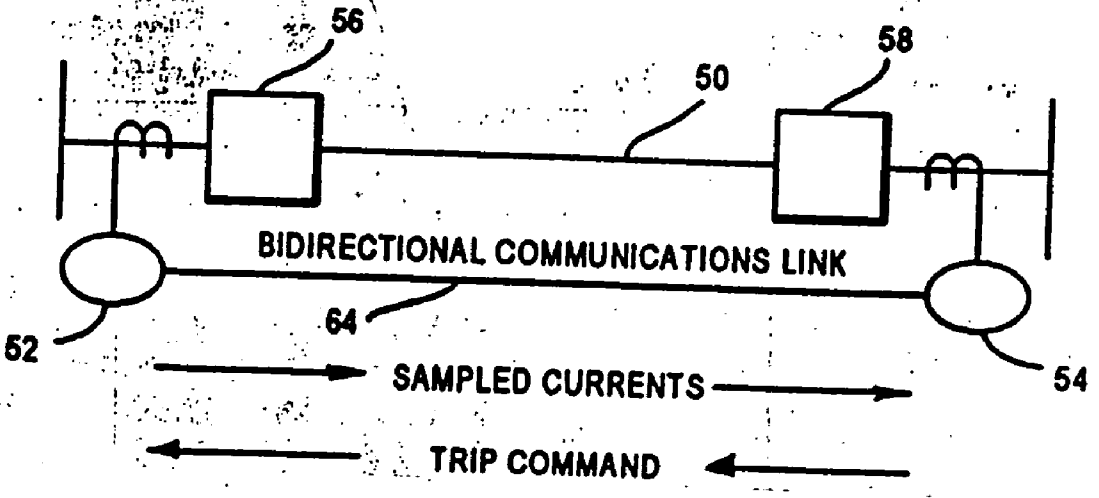 56
58
50
BIDIRECTIONAL COMMUNICATIONS LINK
64
52
54
SAMPLED CURRENTS
TRIP COMMAND